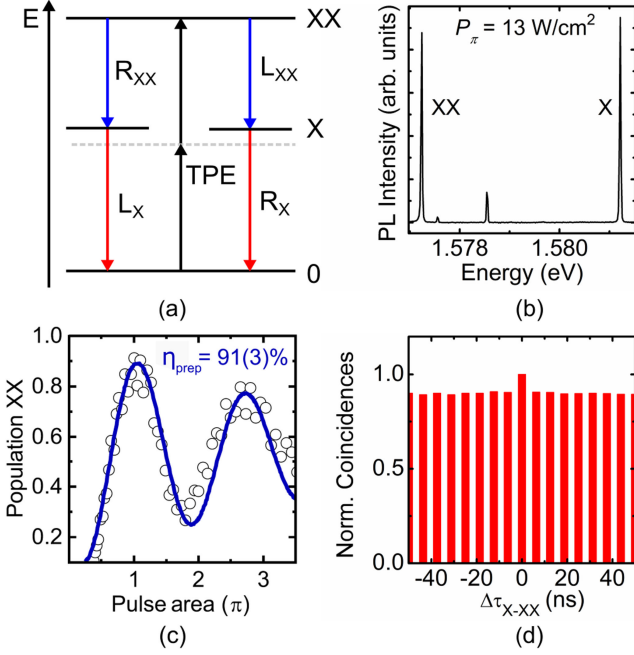 E
XX
R_XX
L_XX
X
TPE
L_X
R_X
0
(a)
P_π = 13 W/cm²
XX
X
PL Intensity (arb. units)
1.578
1.580
Energy (eV)
(b)
η_prep = 91(3)%
Population XX
1.0
0.8
0.6
0.4
0.2
1
2
3
Pulse area (π)
(c)
Norm. Coincidences
1.0
0.5
0.0
-40
-20
0
20
40
Δτ_X-XX (ns)
(d)